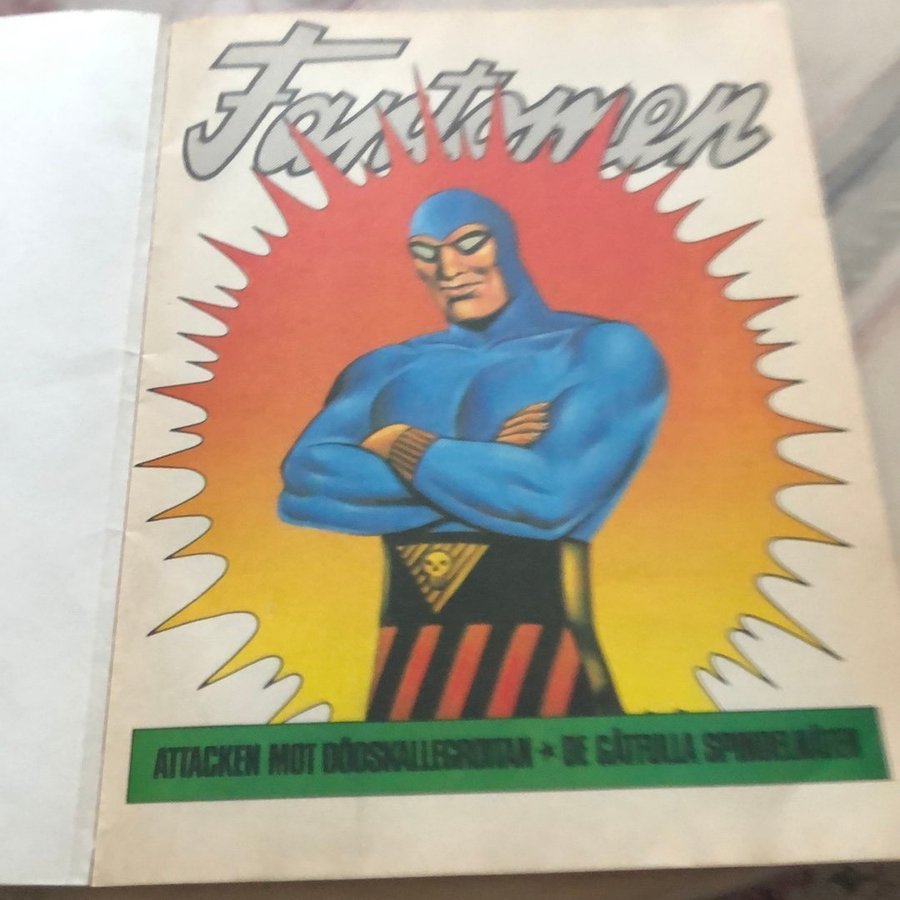 Fantomen
ATTACKEN MOT DÖDSKALLEGROTTAN * DE GÅTFULLA SPINDELNÄTEN